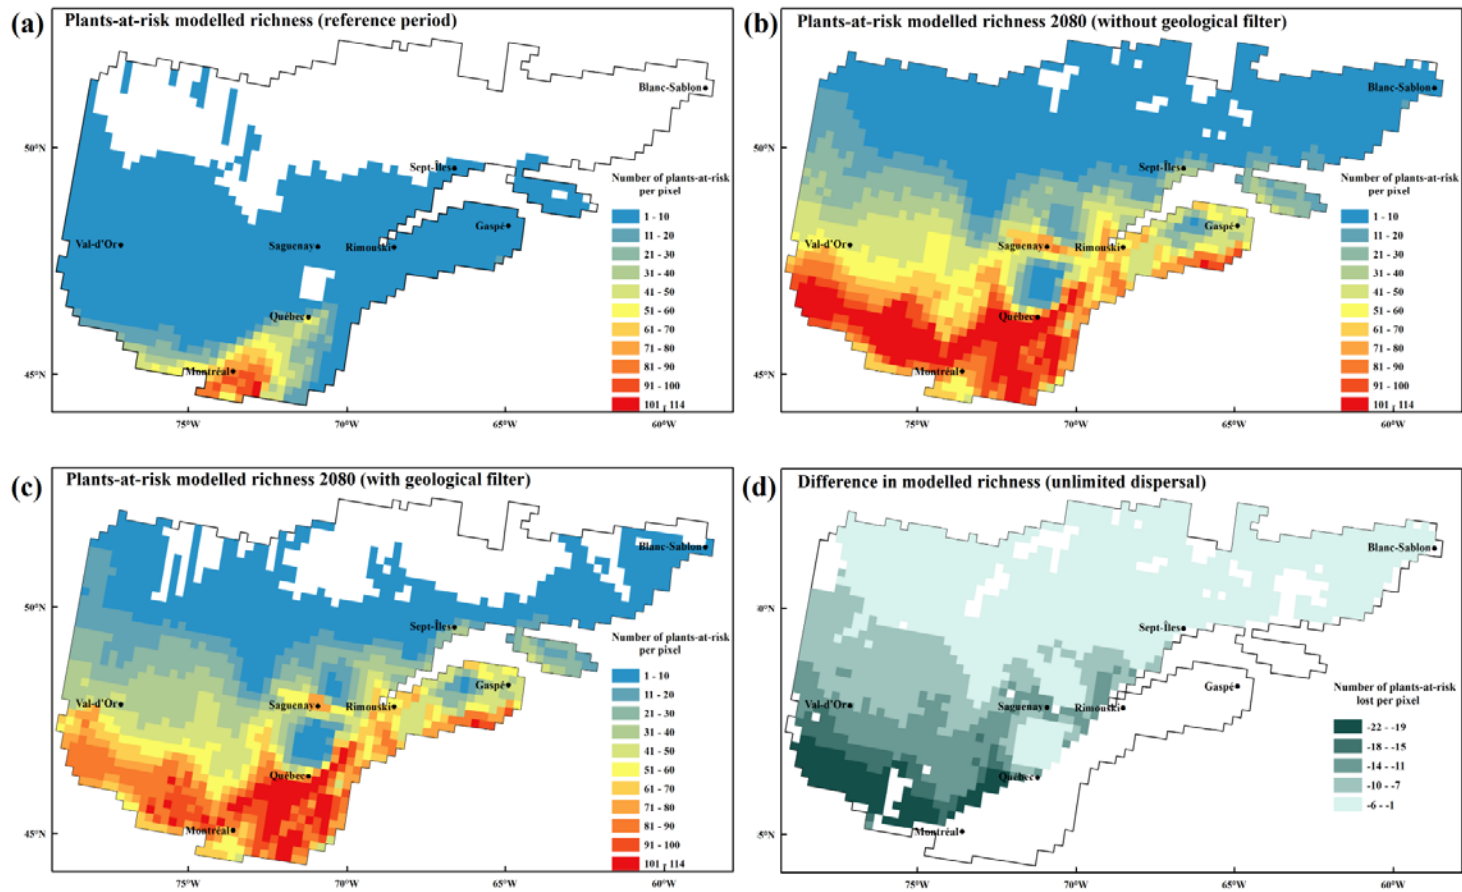 (a) Plants-at-risk modelled richness (reference period)
Blanc-Sablon
50°N
Sept-Îles
Number of plants-at-risk
per pixel
1 - 10
11 - 20
21 - 30
31 - 40
41 - 50
51 - 60
61 - 70
71 - 80
81 - 90
91 - 100
101 - 114
Gaspé
Val-d'Or
Saguenay
Rimouski
Québec
Montréal
45°N
75°W
70°W
65°W
60°W
(b) Plants-at-risk modelled richness 2080 (without geological filter)
Blanc-Sablon
50°N
Sept-Îles
Number of plants-at-risk
per pixel
1 - 10
11 - 20
21 - 30
31 - 40
41 - 50
51 - 60
61 - 70
71 - 80
81 - 90
91 - 100
101 - 114
Gaspé
Val-d'Or
Saguenay
Rimouski
Québec
Montréal
45°N
75°W
70°W
65°W
60°W
(c) Plants-at-risk modelled richness 2080 (with geological filter)
Blanc-Sablon
50°N
Sept-Îles
Number of plants-at-risk
per pixel
1 - 10
11 - 20
21 - 30
31 - 40
41 - 50
51 - 60
61 - 70
71 - 80
81 - 90
91 - 100
101 - 114
Gaspé
Val-d'Or
Saguenay
Rimouski
Québec
Montréal
45°N
75°W
70°W
65°W
60°W
(d) Difference in modelled richness (unlimited dispersal)
Blanc-Sablon
0°N
Sept-Îles
Gaspé
Number of plants-at-risk
lost per pixel
-22 - -19
-18 - -15
-14 - -11
-10 - -7
-6 - -1
Val-d'Or
Saguenay
Rimouski
Québec
Montréal
5°N
75°W
70°W
65°W
60°W